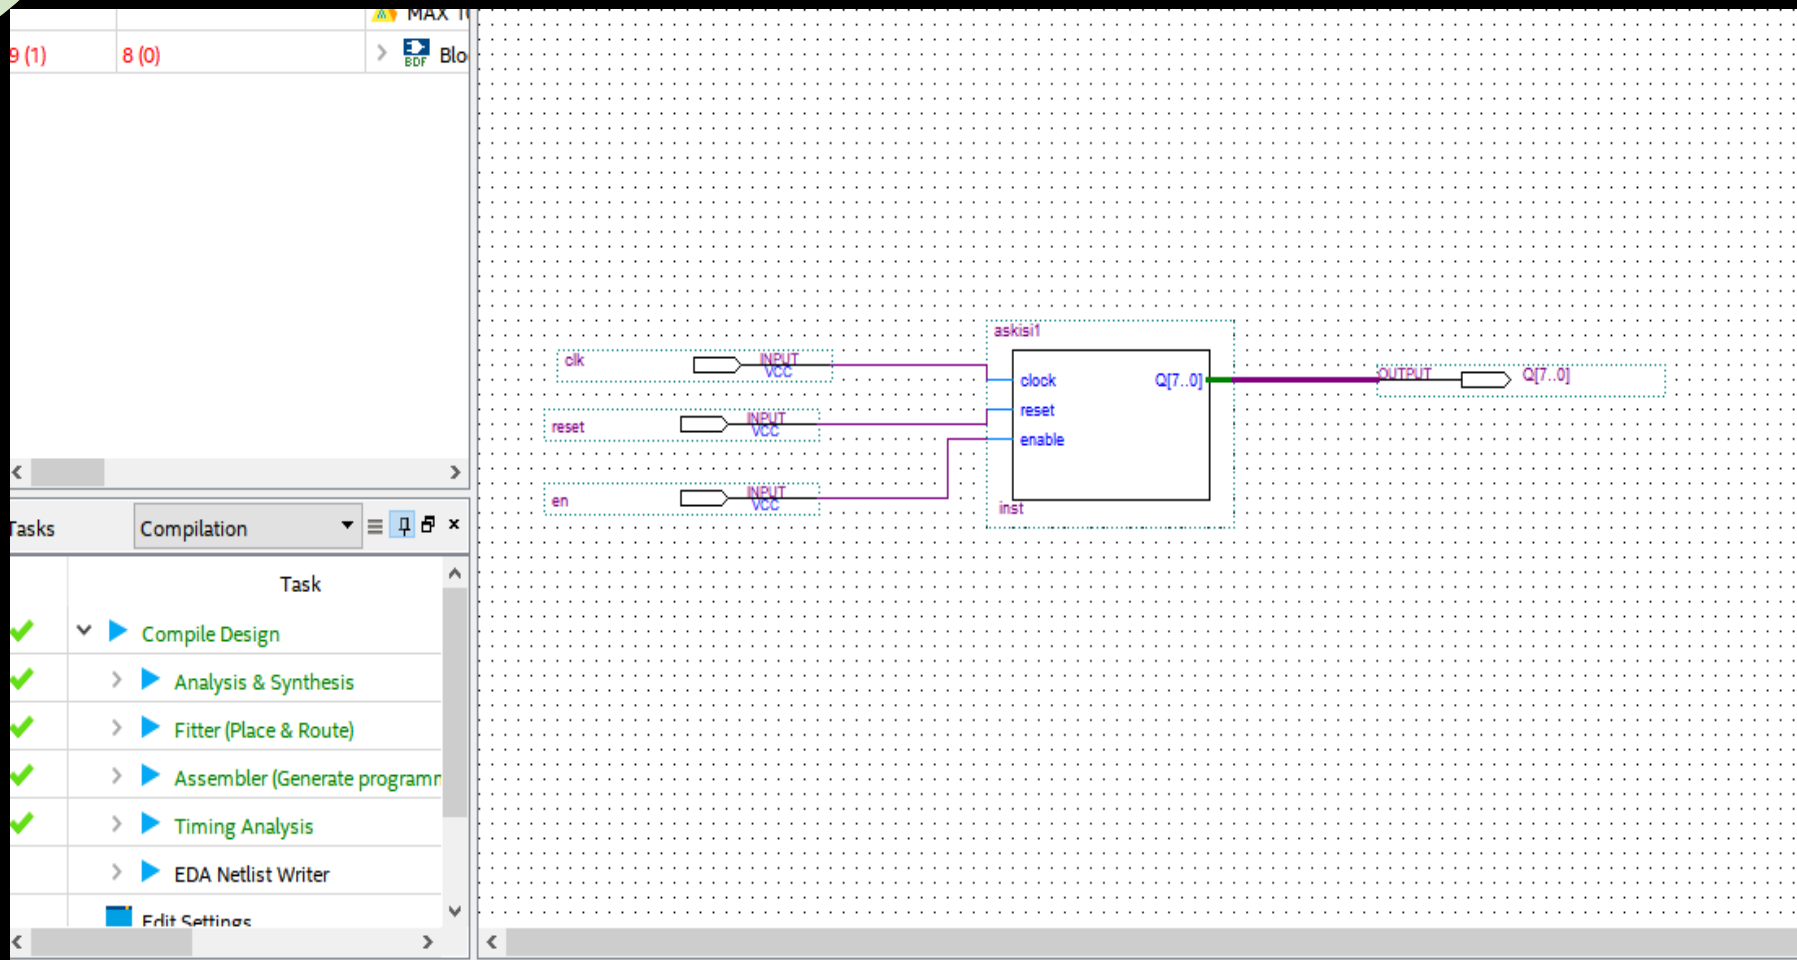 MAX
9 (1) 8 (0) BDF Blo
Tasks Compilation
Task
Compile Design
Analysis & Synthesis
Fitter (Place & Route)
Assembler (Generate programm
Timing Analysis
EDA Netlist Writer
Edit Settings
askisi1
clk INPUT
VCC
clock Q[7..0]
OUTPUT Q[7..0]
reset INPUT
VCC
reset
enable
en INPUT
VCC
inst